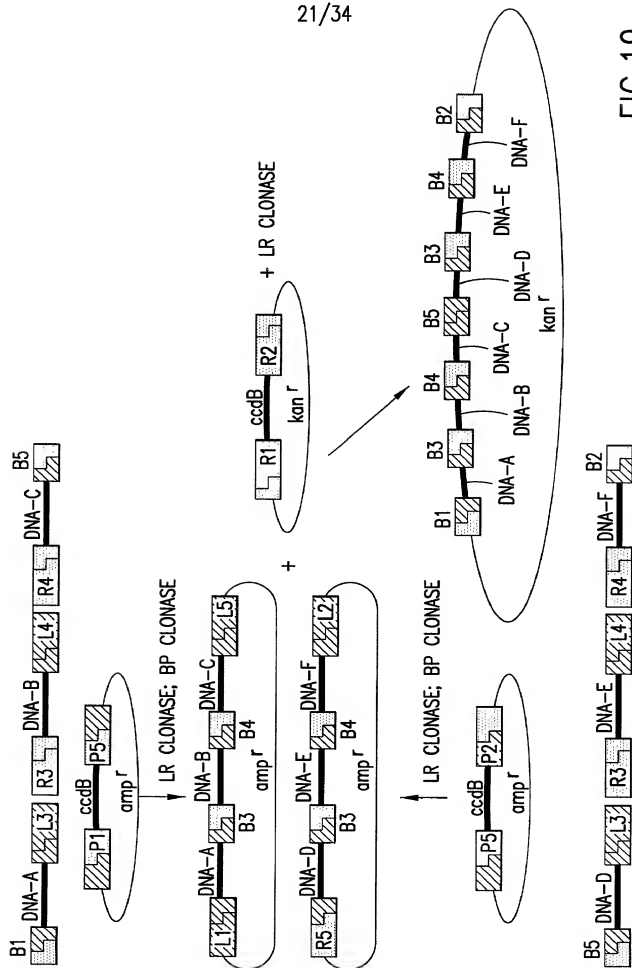 21/34
B1 DNA-A L3 R3 DNA-B L4 R4 DNA-C B5
P1 ccdB P5
amp r
LR CLONASE; BP CLONASE
L1 DNA-A DNA-B DNA-C L5
B3 B4
amp r
+
R1 ccdB R2
kan r
+ LR CLONASE
R5 DNA-D DNA-E DNA-F L2
B3 B4
amp r
LR CLONASE; BP CLONASE
P5 ccdB P2
amp r
B5 DNA-D L3 R3 DNA-E L4 R4 DNA-F B2
B1 B3 B4 B5 B3 B4 B2
DNA-A DNA-B DNA-C DNA-D DNA-E DNA-F
kan r